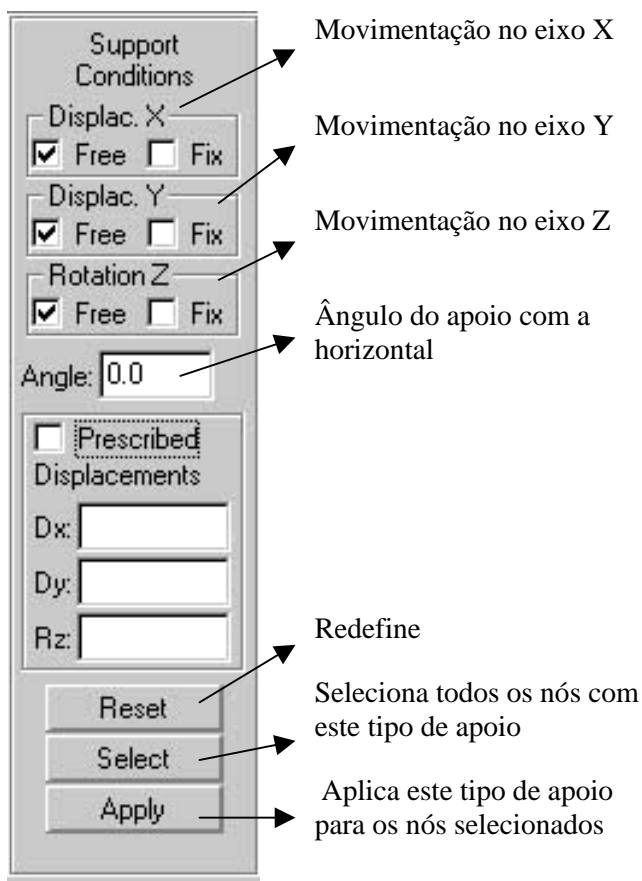 Support
Conditions
Displac. X
Free Fix
Displac. Y
Free Fix
Rotation Z
Free Fix
Angle: 0.0
Prescribed
Displacements
Dx:
Dy:
Rz:
Reset
Select
Apply
Movimentação no eixo X
Movimentação no eixo Y
Movimentação no eixo Z
Ângulo do apoio com a
horizontal
Redefine
Seleciona todos os nós com
este tipo de apoio
Aplica este tipo de apoio
para os nós selecionados